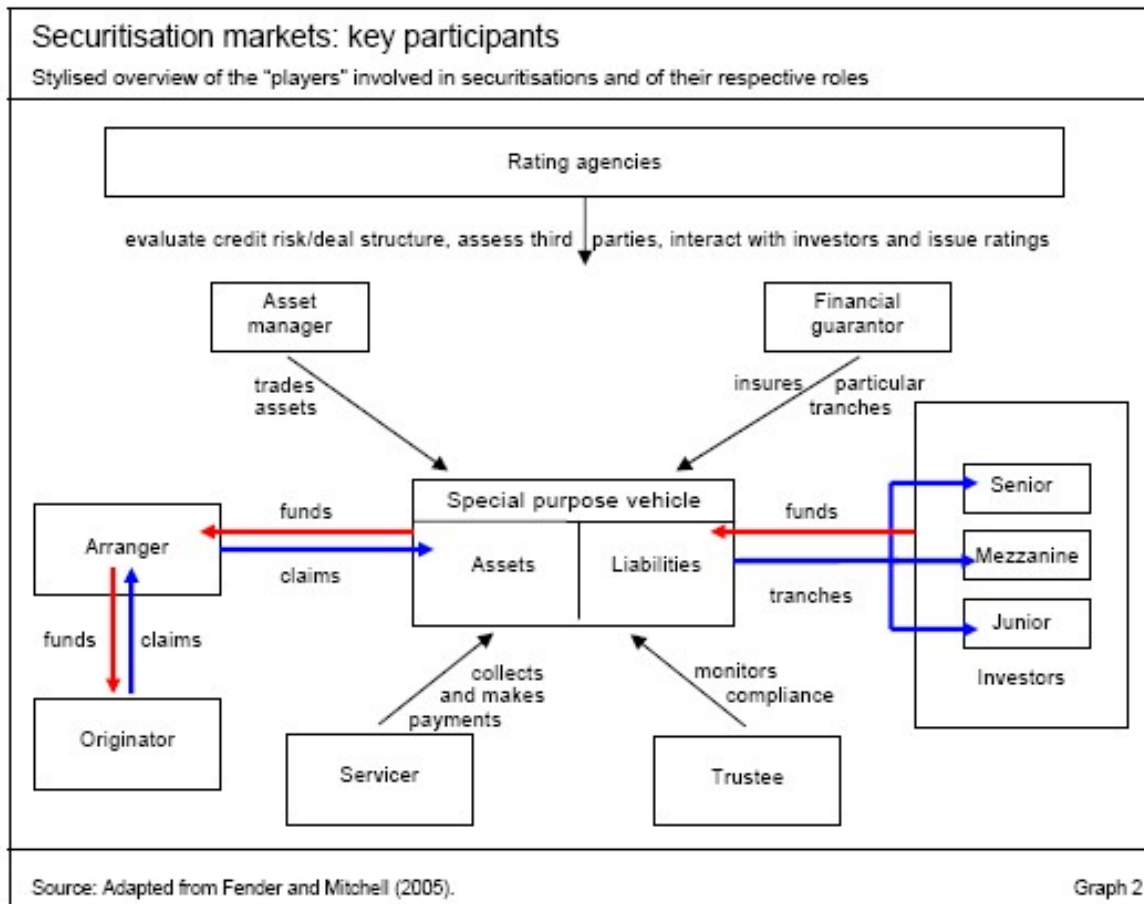 Securitisation markets: key participants
Stylised overview of the "players" involved in securitisations and of their respective roles
Rating agencies
evaluate credit risk/deal structure, assess third parties, interact with investors and issue ratings
Asset
manager
Financial
guarantor
trades
assets
insures particular
tranches
Special purpose vehicle
Assets
Liabilities
Arranger
funds
claims
funds
claims
Originator
funds
tranches
Senior
Mezzanine
Junior
Investors
collects
and makes
payments
monitors
compliance
Servicer
Trustee
Source: Adapted from Fender and Mitchell (2005).
Graph 2